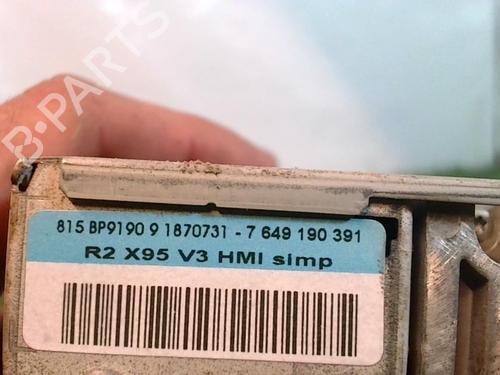 B-PARTS
815 BP9190 9 1870731 - 7 649 190 391
R2 X95 V3 HMI simp